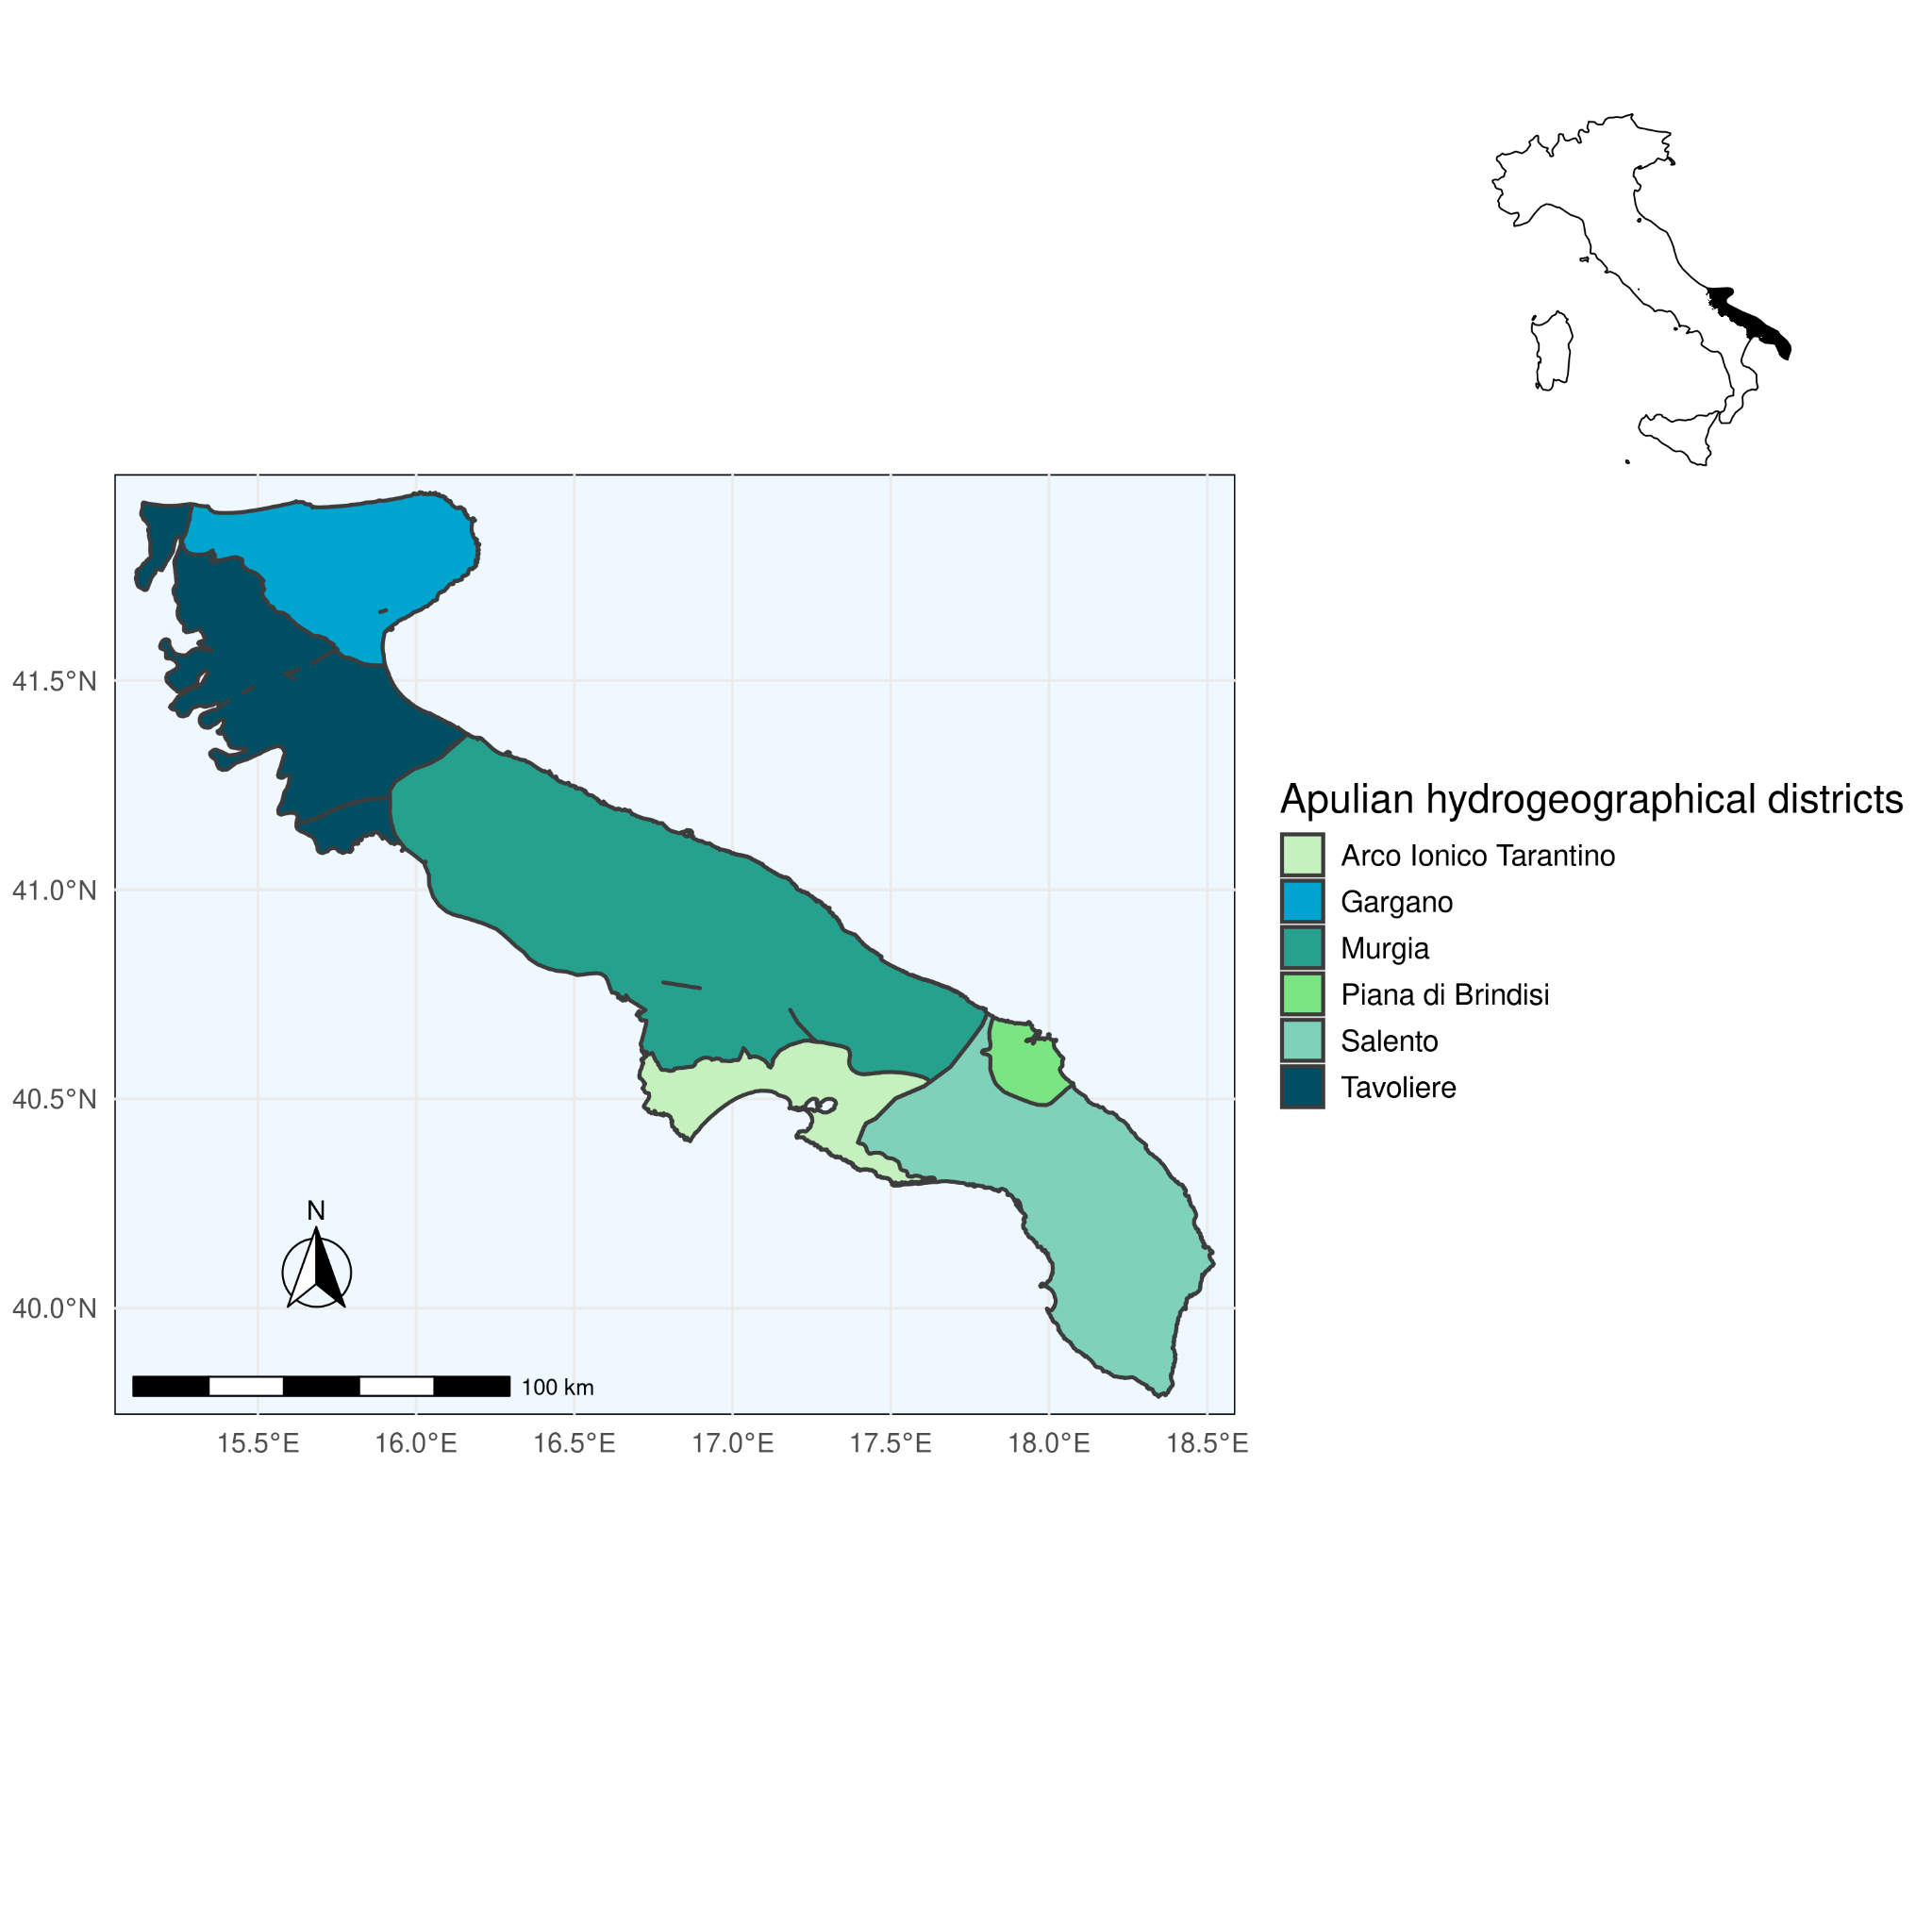 41.5°N
41.0°N
40.5°N
40.0°N
N
100 km
15.5°E 16.0°E 16.5°E 17.0°E 17.5°E 18.0°E 18.5°E
Apulian hydrogeographical districts
Arco Ionico Tarantino
Gargano
Murgia
Piana di Brindisi
Salento
Tavoliere